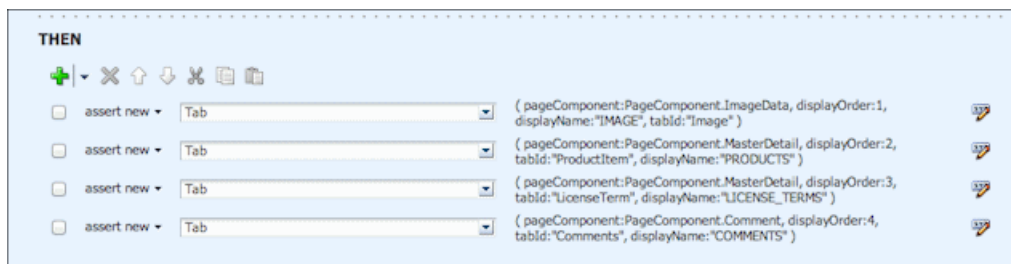 THEN
assert new Tab ( pageComponent:PageComponent.ImageData, displayOrder:1,
displayName:"IMAGE", tabId:"Image" )
assert new Tab ( pageComponent:PageComponent.MasterDetail, displayOrder:2,
tabId:"ProductItem", displayName:"PRODUCTS" )
assert new Tab ( pageComponent:PageComponent.MasterDetail, displayOrder:3,
tabId:"LicenseTerm", displayName:"LICENSE_TERMS" )
assert new Tab ( pageComponent:PageComponent.Comment, displayOrder:4,
tabId:"Comments", displayName:"COMMENTS" )